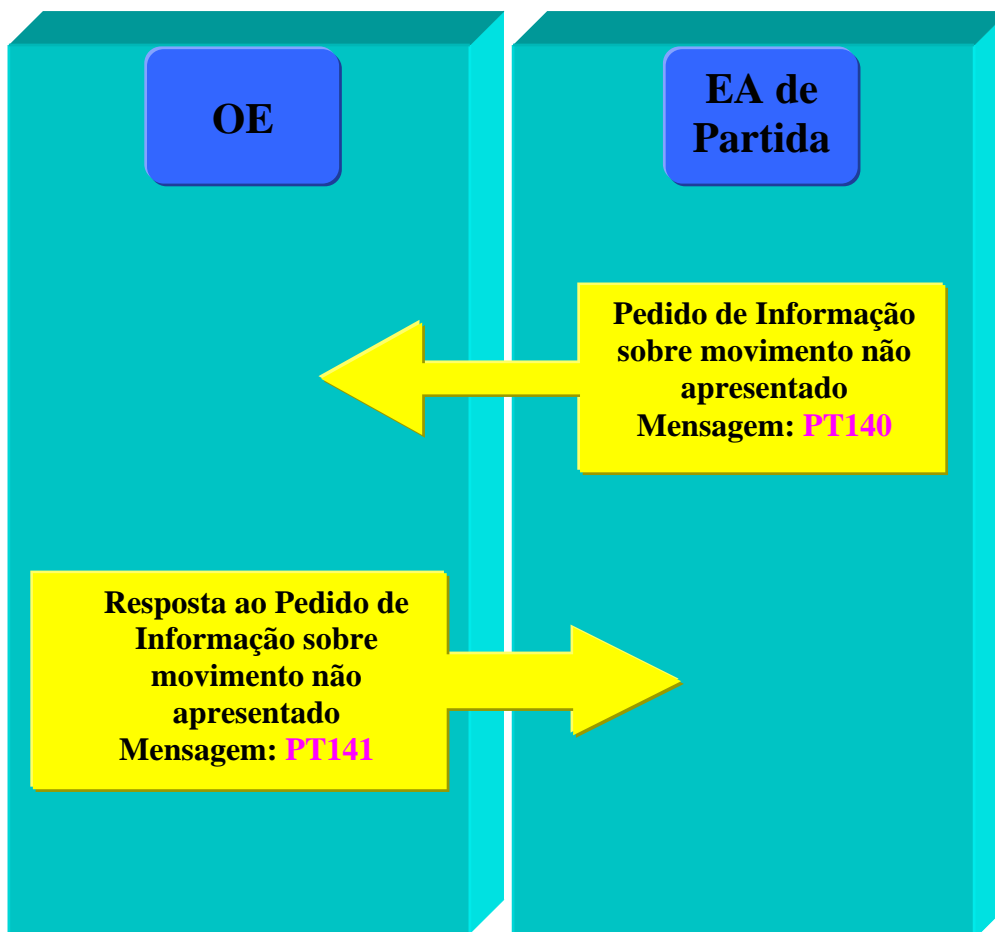 OE
EA de
Partida
Pedido de Informação
sobre movimento não
apresentado
Mensagem: PT140
Resposta ao Pedido de
Informação sobre
movimento não
apresentado
Mensagem: PT141